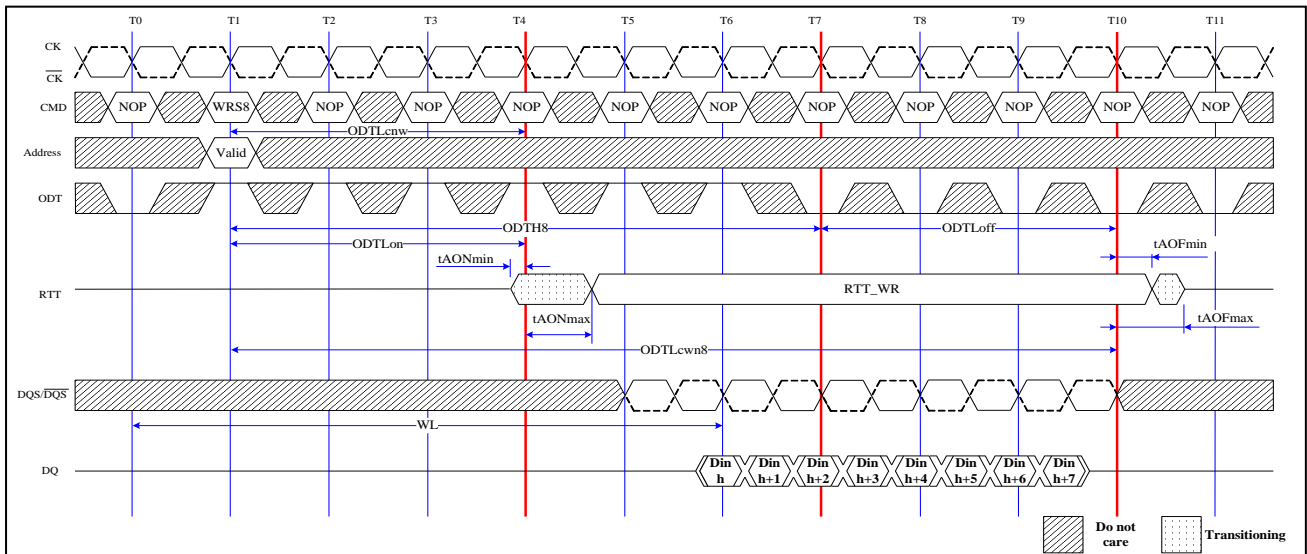 T0 T1 T2 T3 T4 T5 T6 T7 T8 T9 T10 T11
CK
CK
CMD NOP WRS8 NOP NOP NOP NOP NOP NOP NOP NOP NOP NOP
ODTLcnw
Address Valid
ODT
ODTH8 ODTLoff
ODTLon
tAONmin tAOFmin
RTT RTT_WR
tAONmax tAOFmax
ODTLcwn8
DQS/DQS
WL
DQ Din h Din h+1 Din h+2 Din h+3 Din h+4 Din h+5 Din h+6 Din h+7
Do not care Transitioning